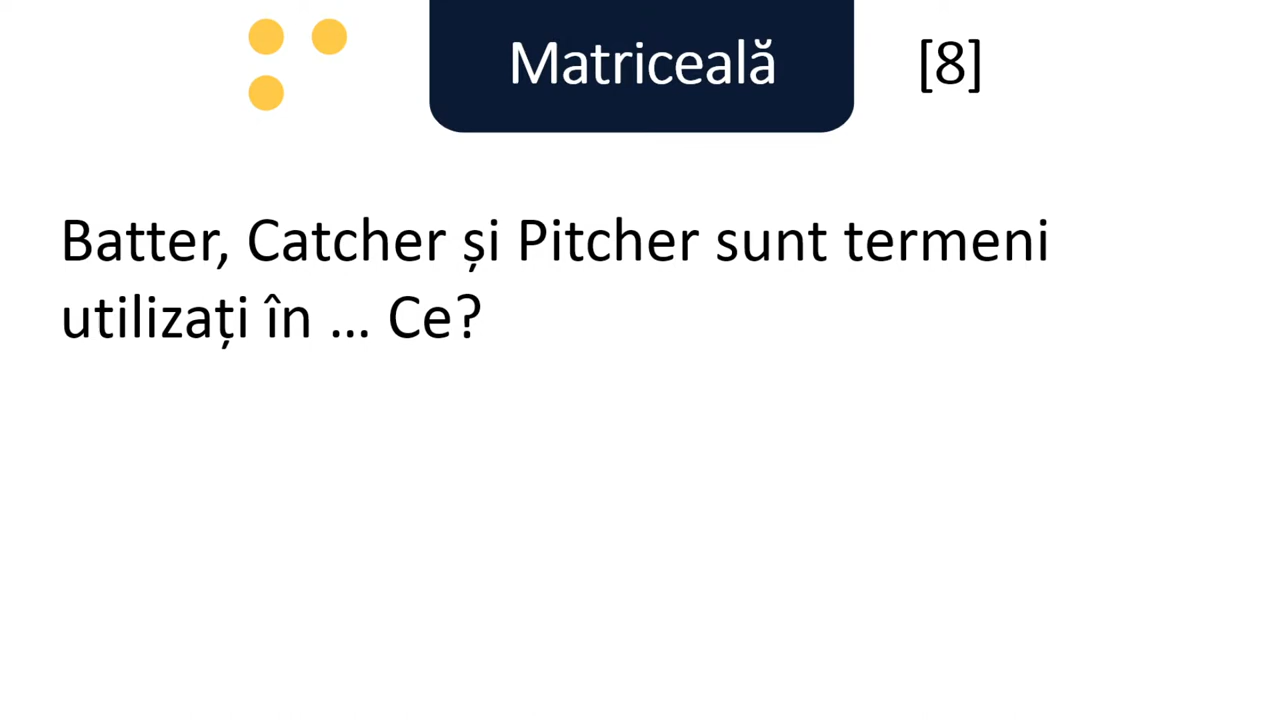 Matriceală
[8]
Batter, Catcher și Pitcher sunt termeni
utilizați în ... Ce?